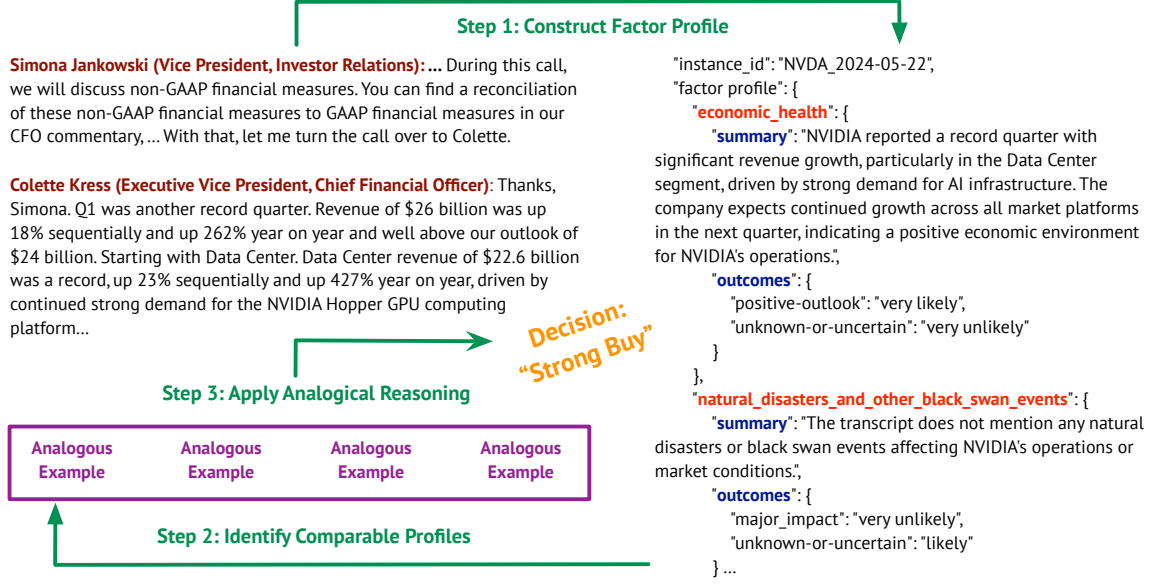 Step 1: Construct Factor Profile
Simona Jankowski (Vice President, Investor Relations): ... During this call,
we will discuss non-GAAP financial measures. You can find a reconciliation
of these non-GAAP financial measures to GAAP financial measures in our
CFO commentary, ... With that, let me turn the call over to Colette.
Colette Kress (Executive Vice President, Chief Financial Officer): Thanks,
Simona. Q1 was another record quarter. Revenue of $26 billion was up
18% sequentially and up 262% year on year and well above our outlook of
$24 billion. Starting with Data Center. Data Center revenue of $22.6 billion
was a record, up 23% sequentially and up 427% year on year, driven by
continued strong demand for the NVIDIA Hopper GPU computing
platform...
Decision:
“Strong Buy”
Step 3: Apply Analogical Reasoning
Analogous
Example
Analogous
Example
Analogous
Example
Analogous
Example
Step 2: Identify Comparable Profiles
"instance_id": "NVDA_2024-05-22",
"factor profile": {
"economic_health": {
"summary": "NVIDIA reported a record quarter with
significant revenue growth, particularly in the Data Center
segment, driven by strong demand for AI infrastructure. The
company expects continued growth across all market platforms
in the next quarter, indicating a positive economic environment
for NVIDIA's operations.",
"outcomes": {
"positive-outlook": "very likely",
"unknown-or-uncertain": "very unlikely"
}
},
"natural_disasters_and_other_black_swan_events": {
"summary": "The transcript does not mention any natural
disasters or black swan events affecting NVIDIA's operations or
market conditions.",
"outcomes": {
"major_impact": "very unlikely",
"unknown-or-uncertain": "likely"
} ...